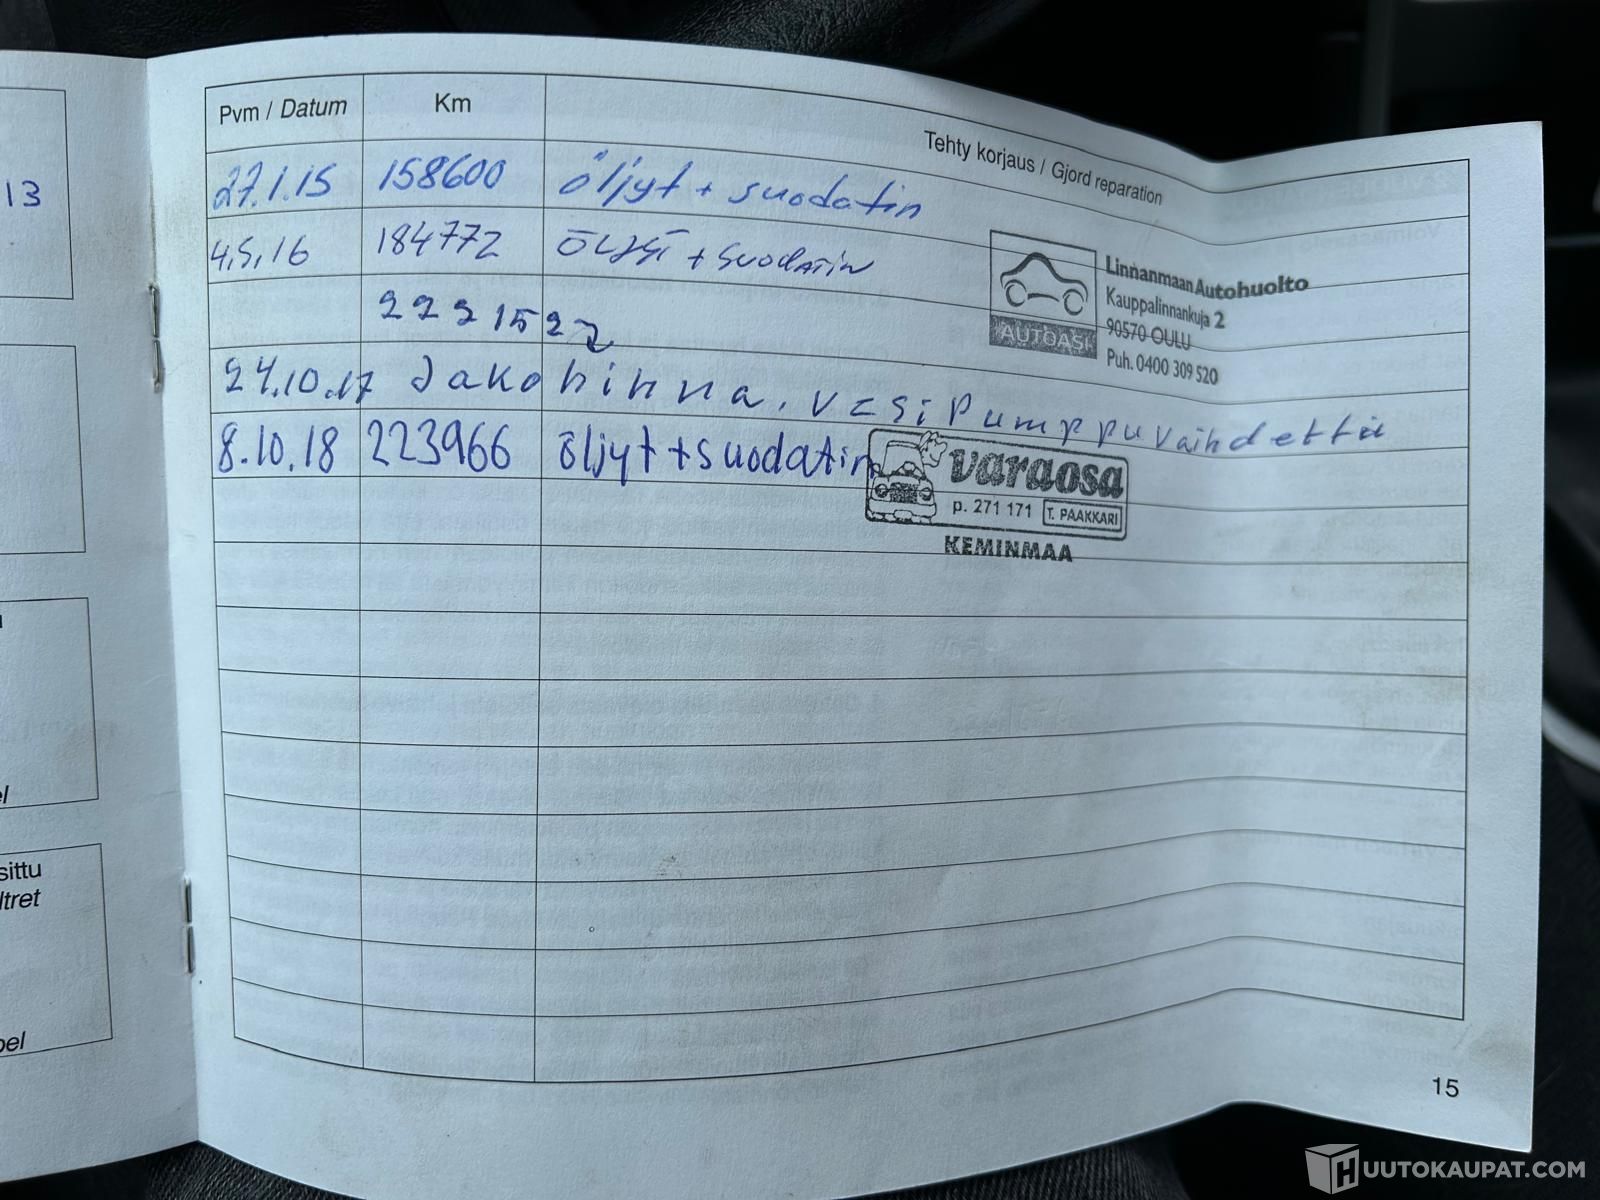 13
sittu
ltret
pel
Pvm / Datum Km Tehty korjaus / Gjord reparation
27.1.15 158600 öljyt + suodatin
4.5.16 184772 ÖLJYT + suodatin
Linnanmaan Autohuolto
Kauppalinnankuja 2
90570 OULU
Puh. 0400 309 520
AUTOASI
222152
24.10.17 Jakohihna, vesipumppu vaihdettu
8.10.18 223966 öljyt + suodatin
varaosa
p. 271 171 T. PAAKKARI
KEMINMAA
15
HUUTOKAUPAT.COM